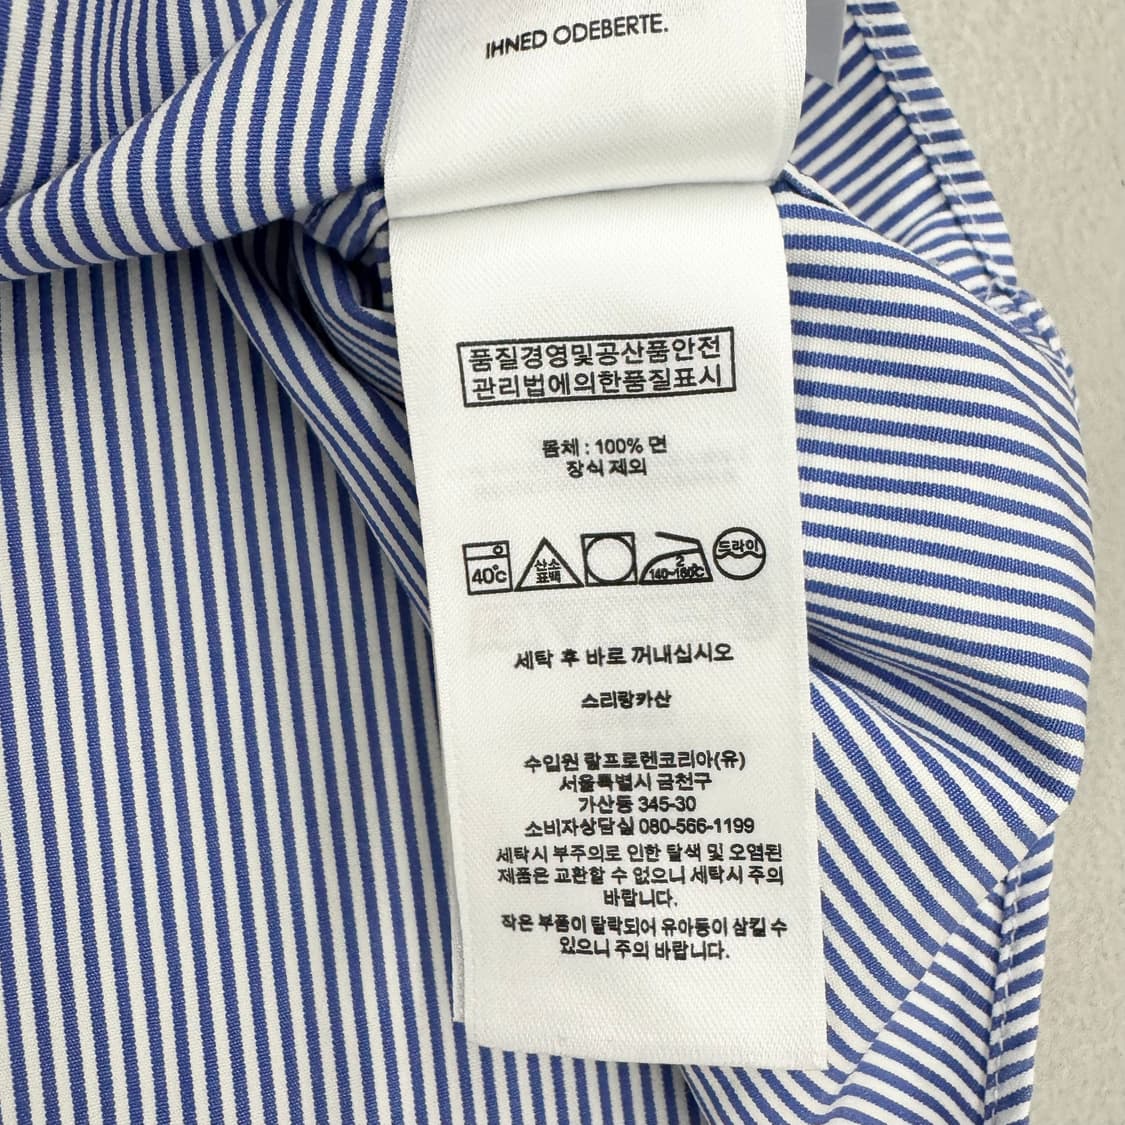 IHNED ODEBERTE.
품질경영및공산품안전
관리법에의한품질표시
몸체 : 100% 면
장식 제외
40℃
산소
표백
2
140~160℃
드라이
세탁 후 바로 꺼내십시오
스리랑카산
수입원 랄프로렌코리아(유)
서울특별시 금천구
가산동 345-30
소비자상담실 080-566-1199
세탁시 부주의로 인한 탈색 및 오염된
제품은 교환할 수 없으니 세탁시 주의
바랍니다.
작은 부품이 탈락되어 유아등이 삼킬 수
있으니 주의 바랍니다.